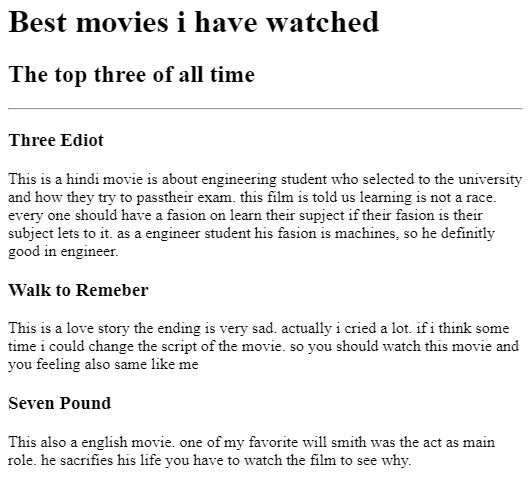 Best movies i have watched
The top three of all time
Three Ediot
This is a hindi movie is about engineering student who selected to the university
and how they try to passtheir exam. this film is told us learning is not a race.
every one should have a fasion on learn their supject if their fasion is their
subject lets to it. as a engineer student his fasion is machines, so he definitly
good in engineer.
Walk to Remeber
This is a love story the ending is very sad. actually i cried a lot. if i think some
time i could change the script of the movie. so you should watch this movie and
you feeling also same like me
Seven Pound
This also a english movie. one of my favorite will smith was the act as main
role. he sacrifies his life you have to watch the film to see why.